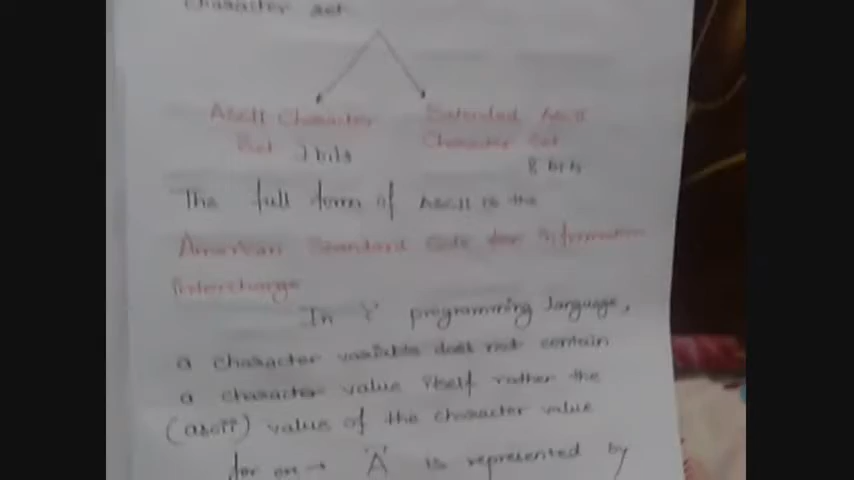 Character set
ASCII Character Extended ASCII
Set 7 bits Character Set
8 bits
The full form of ASCII is the
American Standard Code for Information
Interchange
In 'C' programming language,
a character variable does not contain
a character value itself rather the
(ascii) value of the character value
for ex → 'A' is represented by